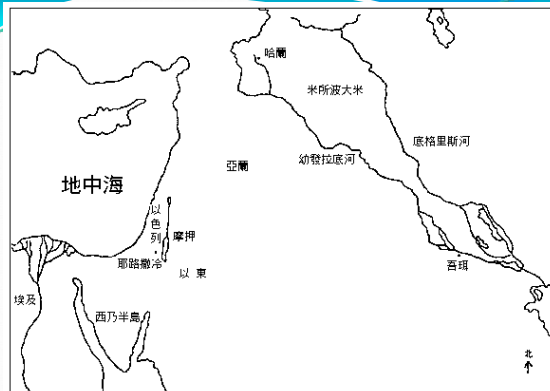 哈蘭
米所波大米
底格里斯河
幼發拉底河
亞蘭
地中海
以色列
摩押
耶路撒冷
以東
吾珥
埃及
西乃半島
北